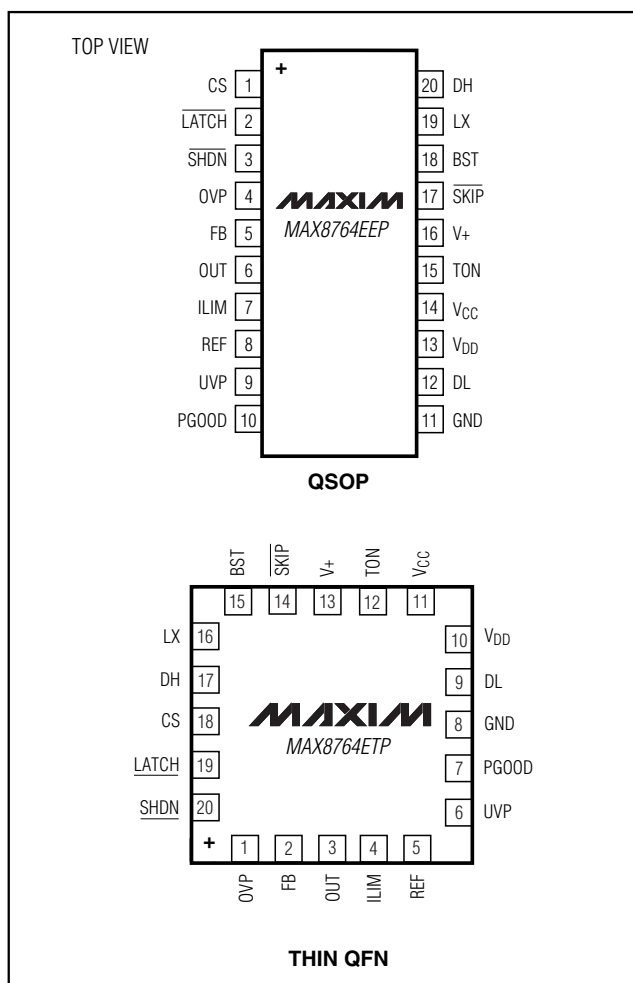 TOP VIEW
+
CS 1
LATCH 2
SHDN 3
OVP 4
FB 5
OUT 6
ILIM 7
REF 8
UVP 9
PGOOD 10
20 DH
19 LX
18 BST
17 SKIP
16 V+
15 TON
14 VCC
13 VDD
12 DL
11 GND
MAXIM
MAX8764EEP
QSOP
BST SKIP V+ TON VCC
15 14 13 12 11
LX 16
DH 17
CS 18
LATCH 19
SHDN 20
10 VDD
9 DL
8 GND
7 PGOOD
6 UVP
MAXIM
MAX8764ETP
+
1 2 3 4 5
OVP FB OUT ILIM REF
THIN QFN